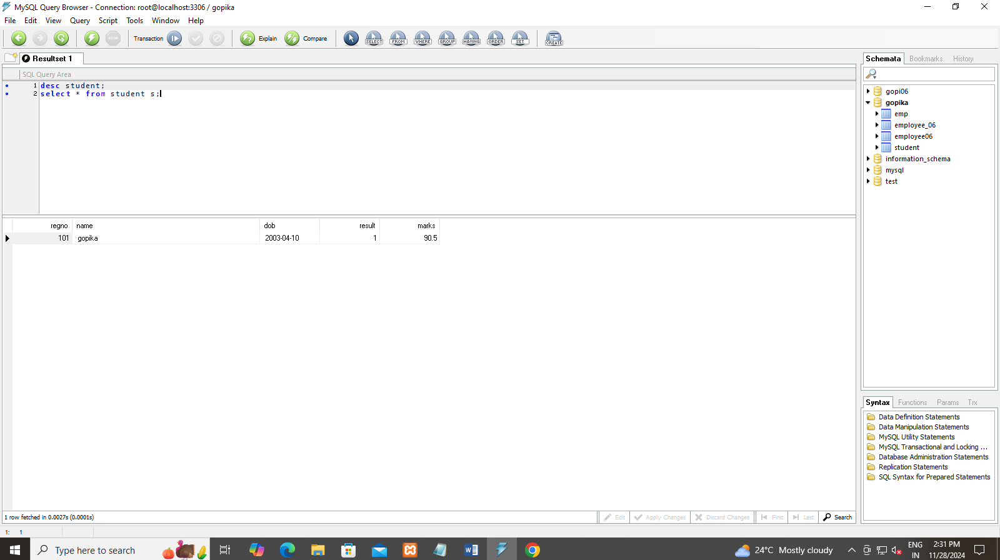 MySQL Query Browser - Connection: root@localhost:3306 / gopika
File Edit View Query Script Tools Window Help
STOP Transaction Explain Compare SELECT FROM WHERE GROUP HAVING ORDER SET CREATE
Resultset 1
SQL Query Area
1 desc student;
2 select * from student s;
regno name dob result marks
101 gopika 2003-04-10 1 90.5
1 row fetched in 0.0027s (0.0001s)
Edit Apply Changes Discard Changes First Last Search
1: 1
Schemata Bookmarks History
gopi06
gopika
emp
employee_06
employee06
student
information_schema
mysql
test
Syntax Functions Params Trx
Data Definition Statements
Data Manipulation Statements
MySQL Utility Statements
MySQL Transactional and Locking ...
Database Administration Statements
Replication Statements
SQL Syntax for Prepared Statements
Type here to search
24°C Mostly cloudy
ENG
IN
2:31 PM
11/28/2024